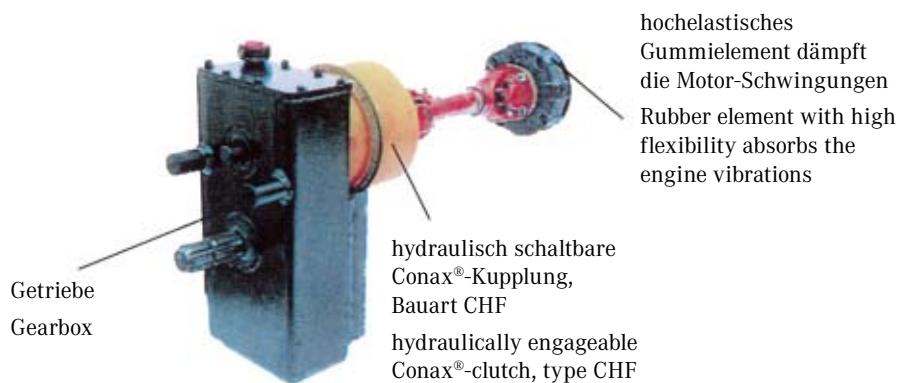 hochelastisches
Gummielement dämpft
die Motor-Schwingungen
Rubber element with high
flexibility absorbs the
engine vibrations
hydraulisch schaltbare
Conax®-Kupplung,
Bauart CHF
hydraulically engageable
Conax®-clutch, type CHF
Getriebe
Gearbox